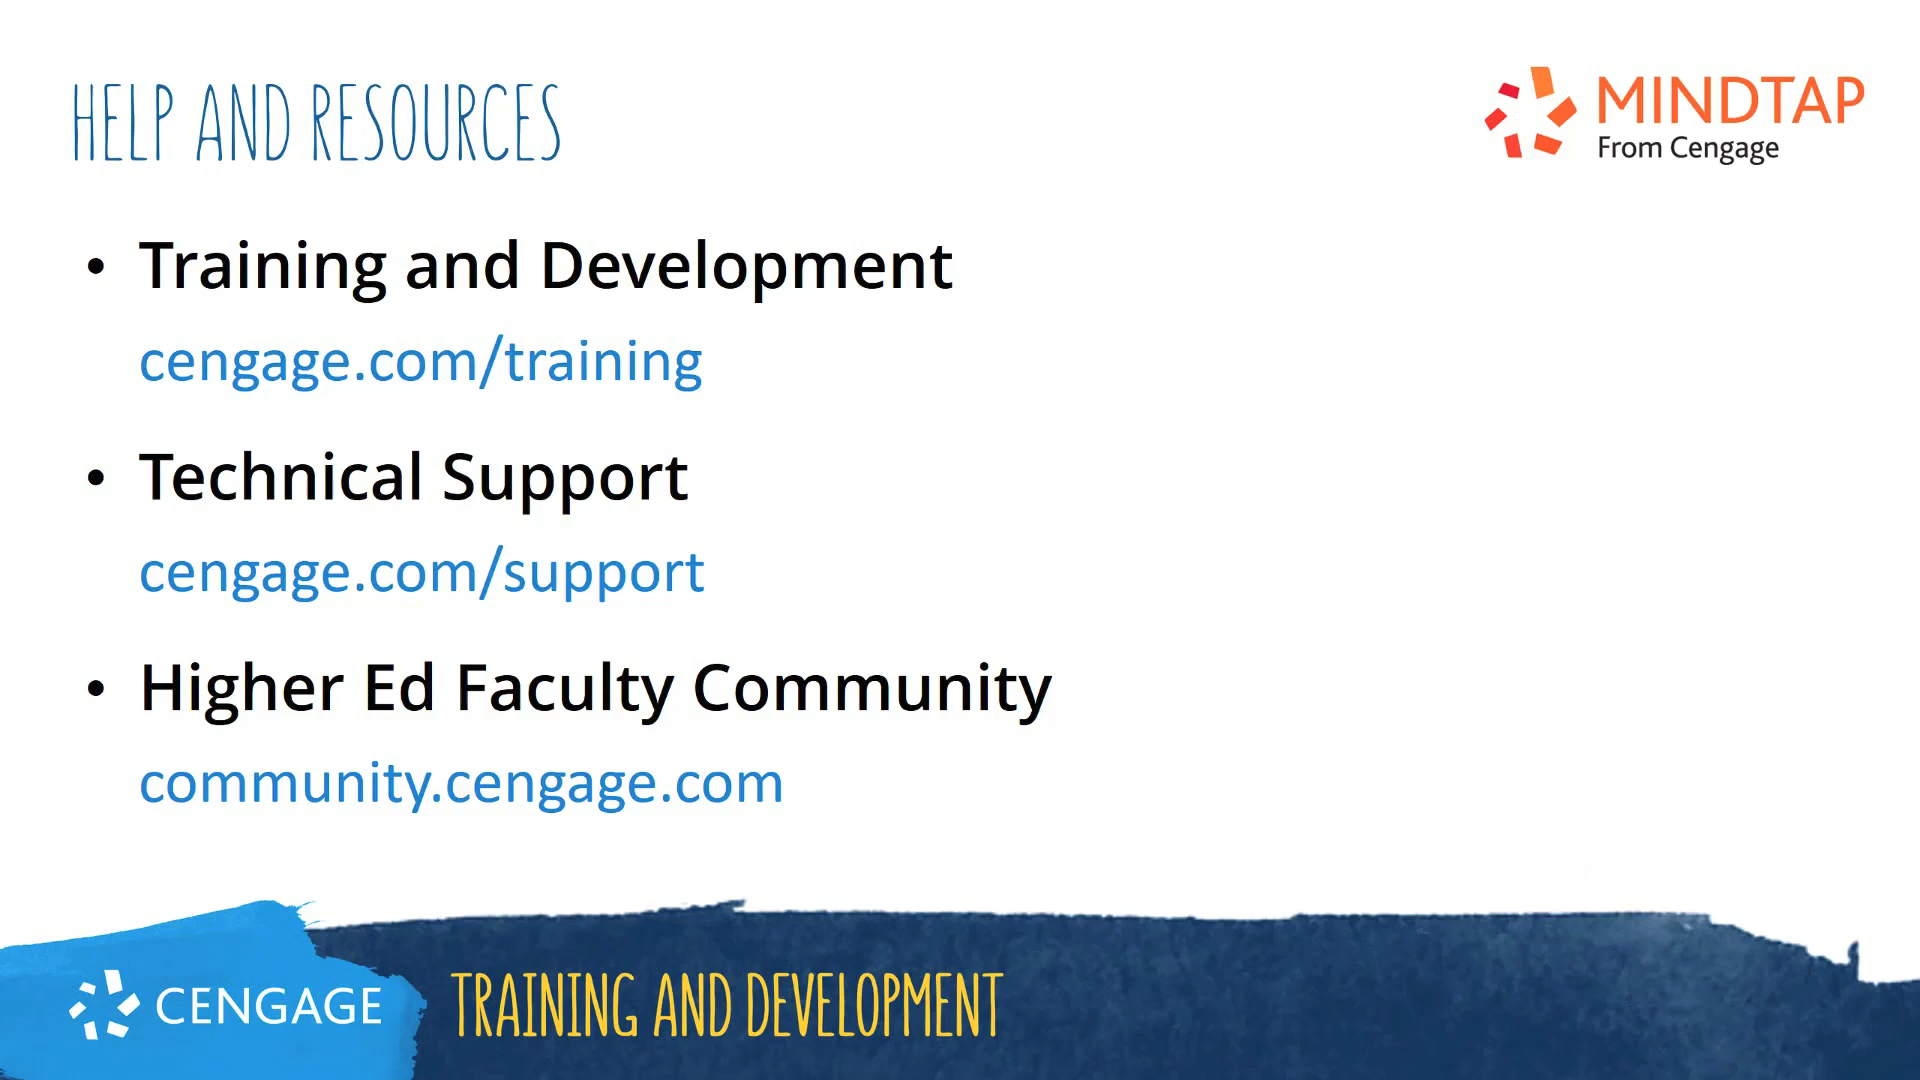 HELP AND RESOURCES
MINDTAP
From Cengage
• Training and Development
cengage.com/training
• Technical Support
cengage.com/support
• Higher Ed Faculty Community
community.cengage.com
CENGAGE
TRAINING AND DEVELOPMENT